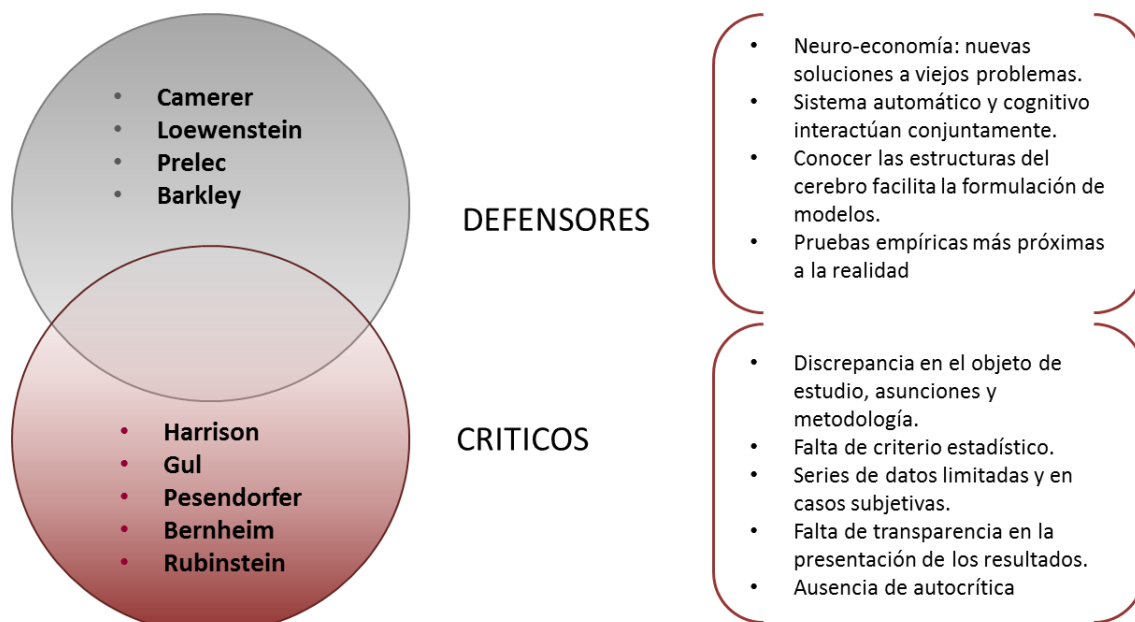 Camerer
Loewenstein
Prelec
Barkley
DEFENSORES
Neuro-economía: nuevas
soluciones a viejos problemas.
Sistema automático y cognitivo
interactúan conjuntamente.
Conocer las estructuras del
cerebro facilita la formulación de
modelos.
Pruebas empíricas más próximas
a la realidad
Harrison
Gul
Pesendorfer
Bernheim
Rubinstein
CRITICOS
Discrepancia en el objeto de
estudio, asunciones y
metodología.
Falta de criterio estadístico.
Series de datos limitadas y en
casos subjetivas.
Falta de transparencia en la
presentación de los resultados.
Ausencia de autocrítica